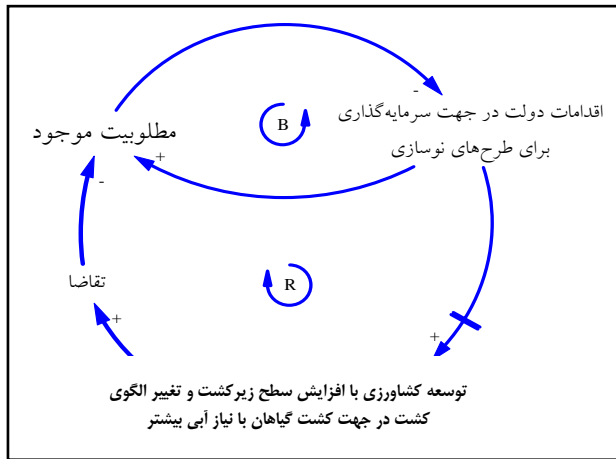 -
اقدامات دولت در جهت سرمایه‌گذاری
برای طرح‌های نوسازی
B
مطلوبیت موجود
+
-
تقاضا
R
+
+
توسعه کشاورزی با افزایش سطح زیرکشت و تغییر الگوی
کشت در جهت کشت گیاهان با نیاز آبی بیشتر